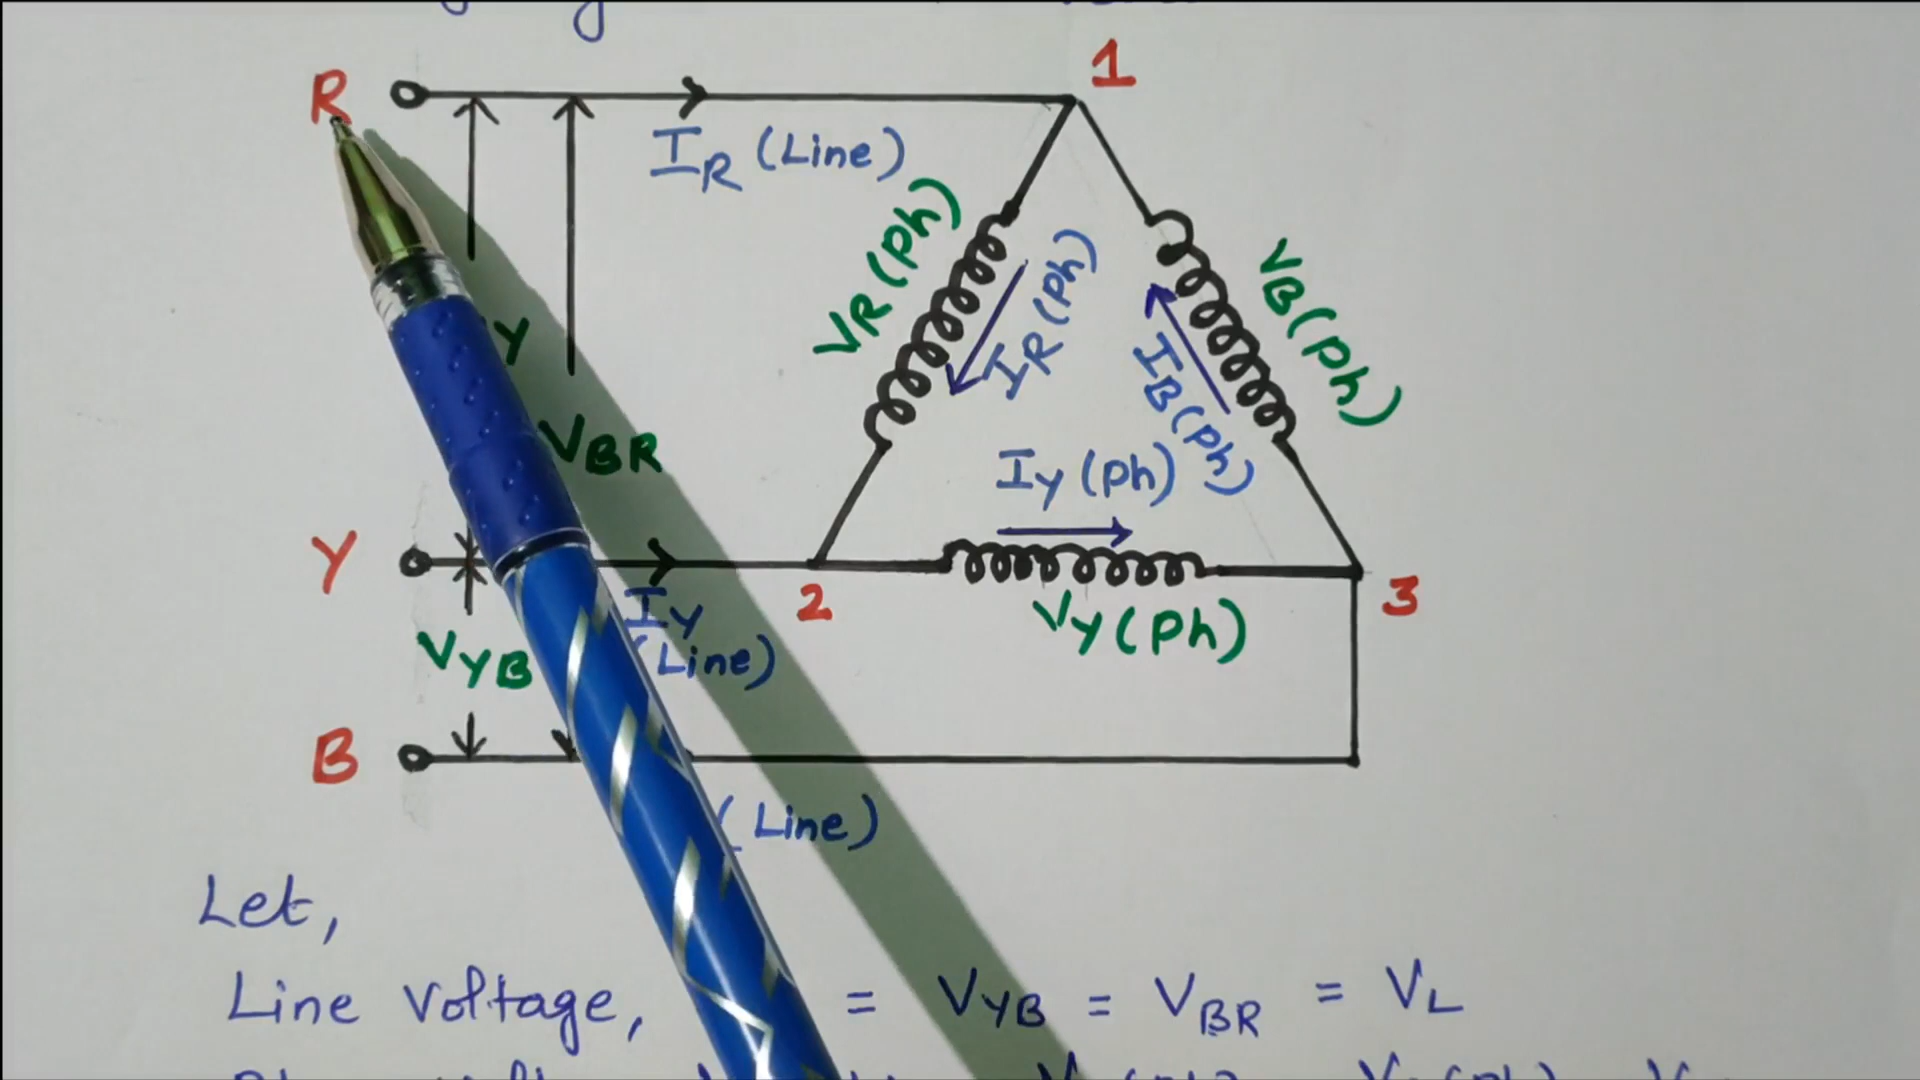 R
1
I_R (Line)
V_R (Ph)
I_R (Ph)
V_B (Ph)
I_B (Ph)
Y
V_BR
I_Y (Ph)
Y
2
3
I_Y
(Line)
V_Y (Ph)
V_YB
B
(Line)
Let,
Line Voltage, = V_YB = V_BR = V_L